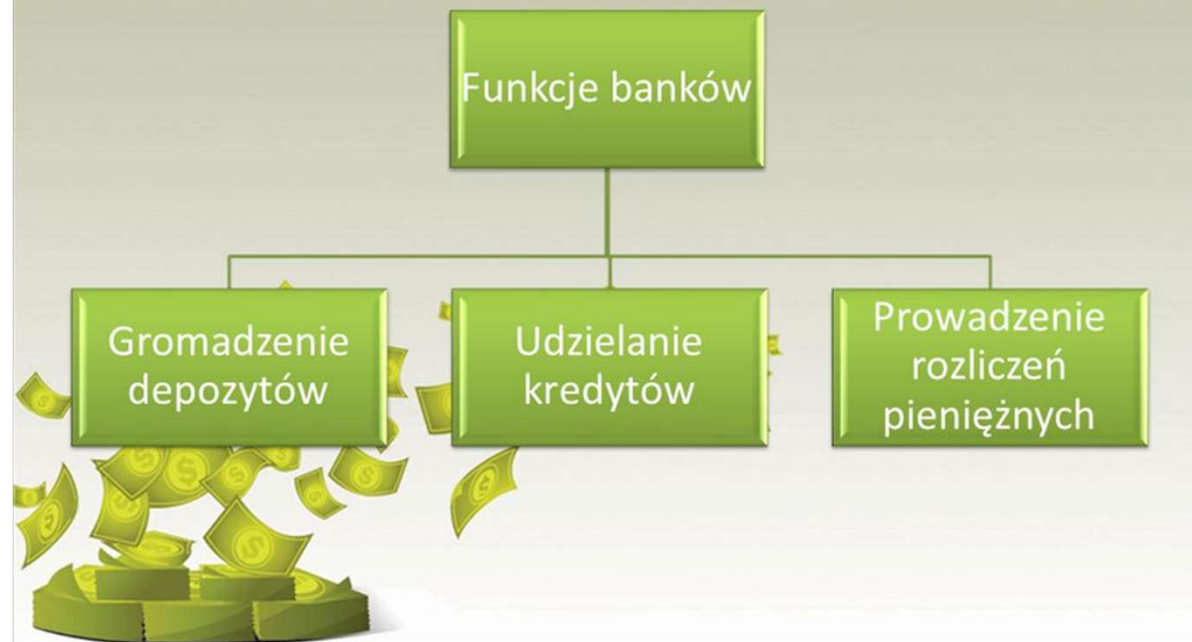 Funkcje banków
Gromadzenie
depozytów
Udzielanie
kredytów
Prowadzenie
rozliczeń
pieniężnych